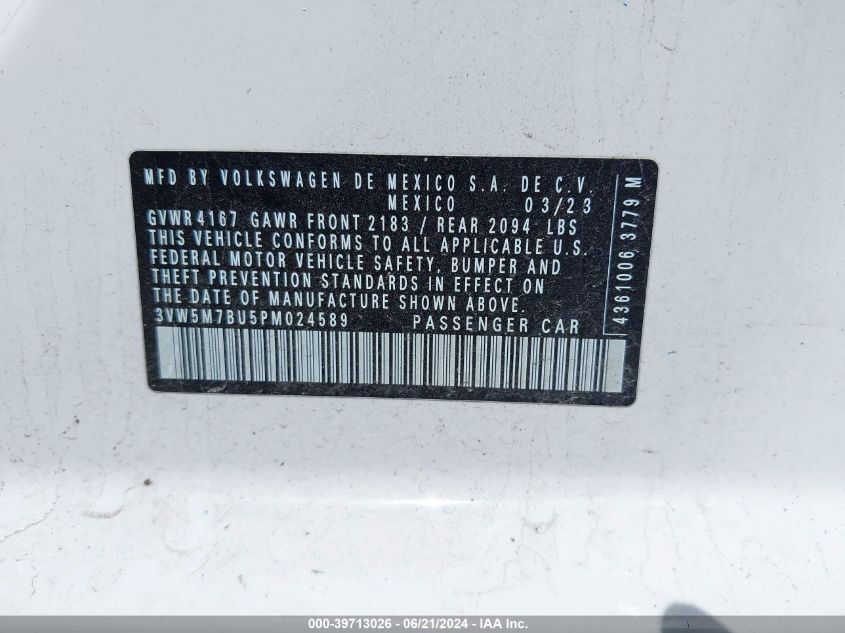 MFD BY VOLKSWAGEN DE MEXICO S.A. DE C.V.
MEXICO 03/23
GVWR 4167 GAWR FRONT 2183 / REAR 2094 LBS
THIS VEHICLE CONFORMS TO ALL APPLICABLE U.S.
FEDERAL MOTOR VEHICLE SAFETY, BUMPER AND
THEFT PREVENTION STANDARDS IN EFFECT ON
THE DATE OF MANUFACTURE SHOWN ABOVE.
3VW5M7BU5PM024589 PASSENGER CAR
4361006 3779 M
000-39713026 - 06/21/2024 - IAA Inc.